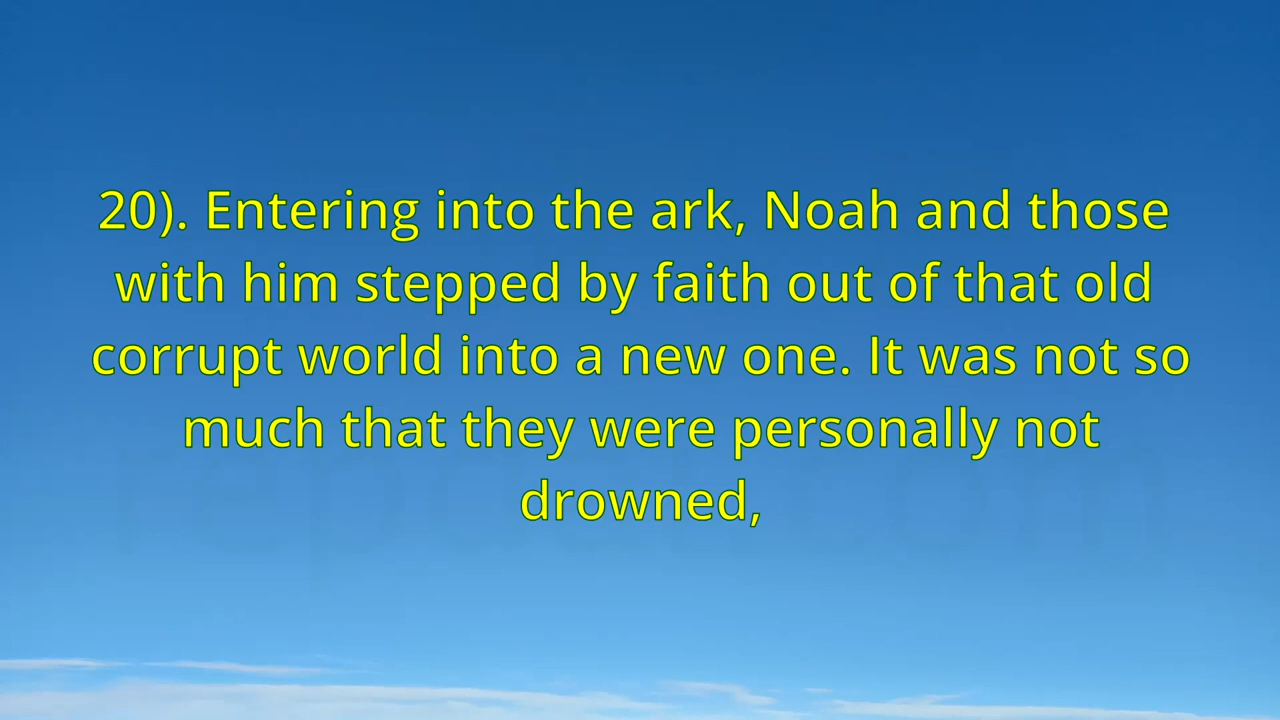 20). Entering into the ark, Noah and those
with him stepped by faith out of that old
corrupt world into a new one. It was not so
much that they were personally not
drowned,